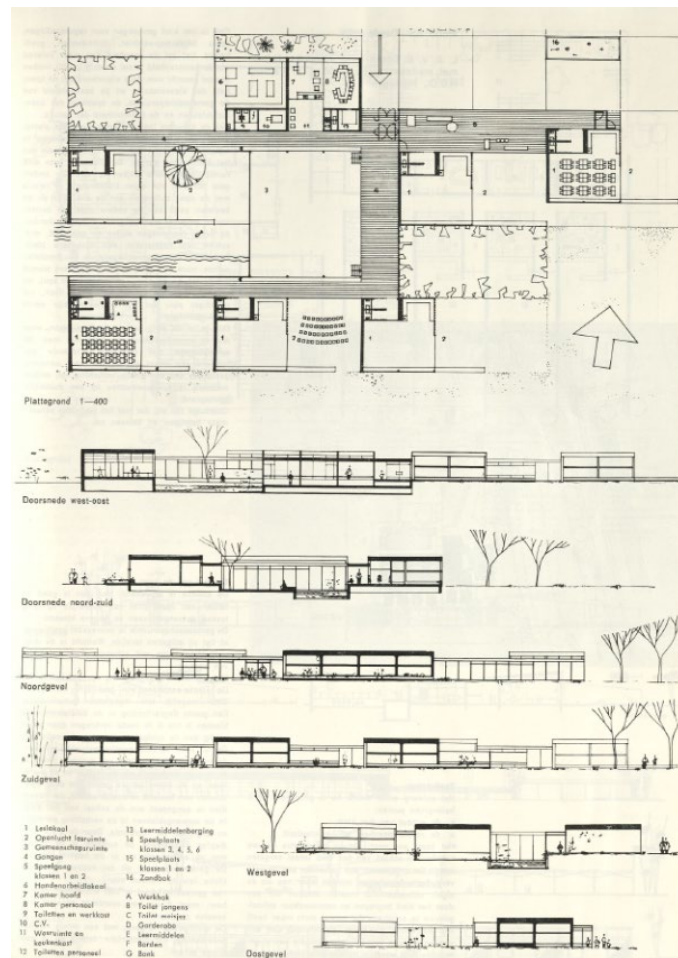 Plattegrond 1—400
Doorsnede west-oost
Doorsnede noord-zuid
Noordgevel
Zuidgevel
Westgevel
Oostgevel
1 Leslokaal
2 Openlucht lesruimte
3 Gemeenschapsruimte
4 Gangen
5 Speelgang
klassen 1 en 2
6 Handenarbeidlokaal
7 Kamer hoofd
8 Kamer personeel
9 Toiletten en werkkast
10 C.V.
11 Wasruimte en
keukenkast
12 Toiletten personeel
13 Leermiddelenberging
14 Speelplaats
klassen 3, 4, 5, 6
15 Speelplaats
klassen 1 en 2
16 Zandbak
A Werkhok
B Toilet jongens
C Toilet meisjes
D Garderobe
E Leermiddelen
F Borden
G Bank